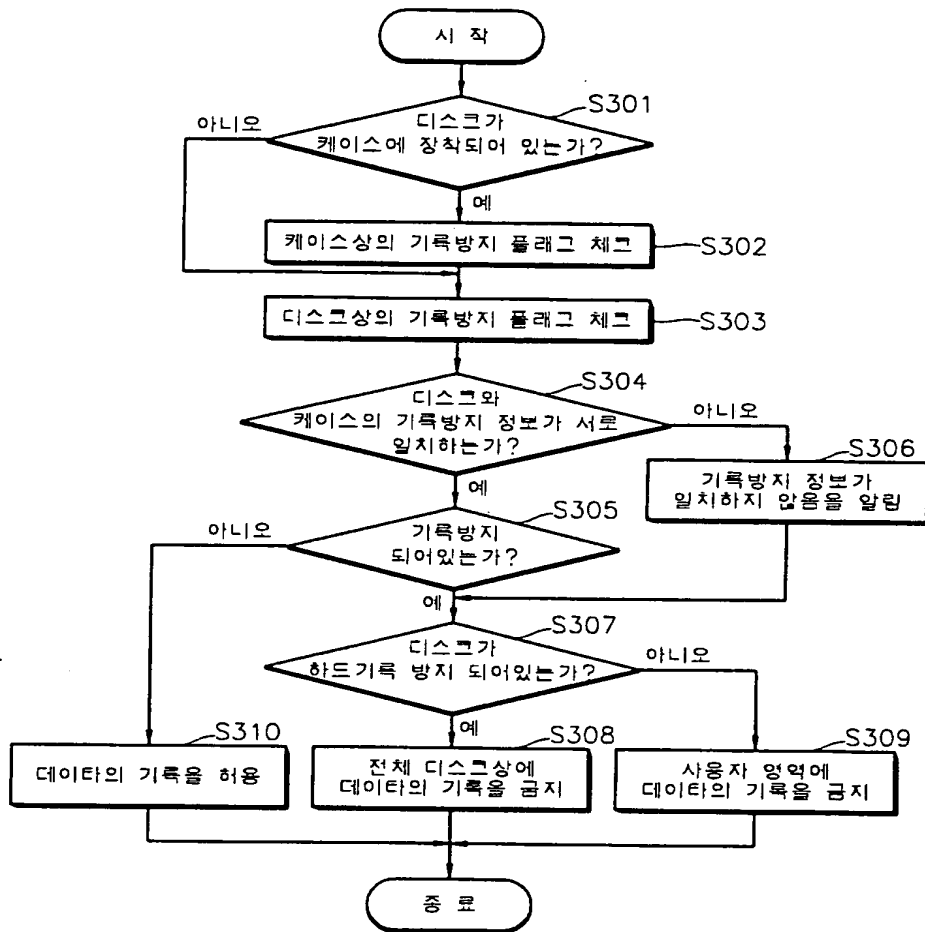 시 작
S301
아니오
디스크가
케이스에 장착되어 있는가?
예
케이스상의 기록방지 플래그 체크
S302
디스크상의 기록방지 플래그 체크
S303
S304
디스크와
케이스의 기록방지 정보가 서로
일치하는가?
아니오
예
S306
기록방지 정보가
일치하지 않음을 알림
S305
아니오
기록방지
되어있는가?
예
S307
디스크가
하드기록 방지 되어있는가?
아니오
예
S310
데이타의 기록을 허용
S308
전체 디스크상에
데이타의 기록을 금지
S309
사용자 영역에
데이타의 기록을 금지
종 료